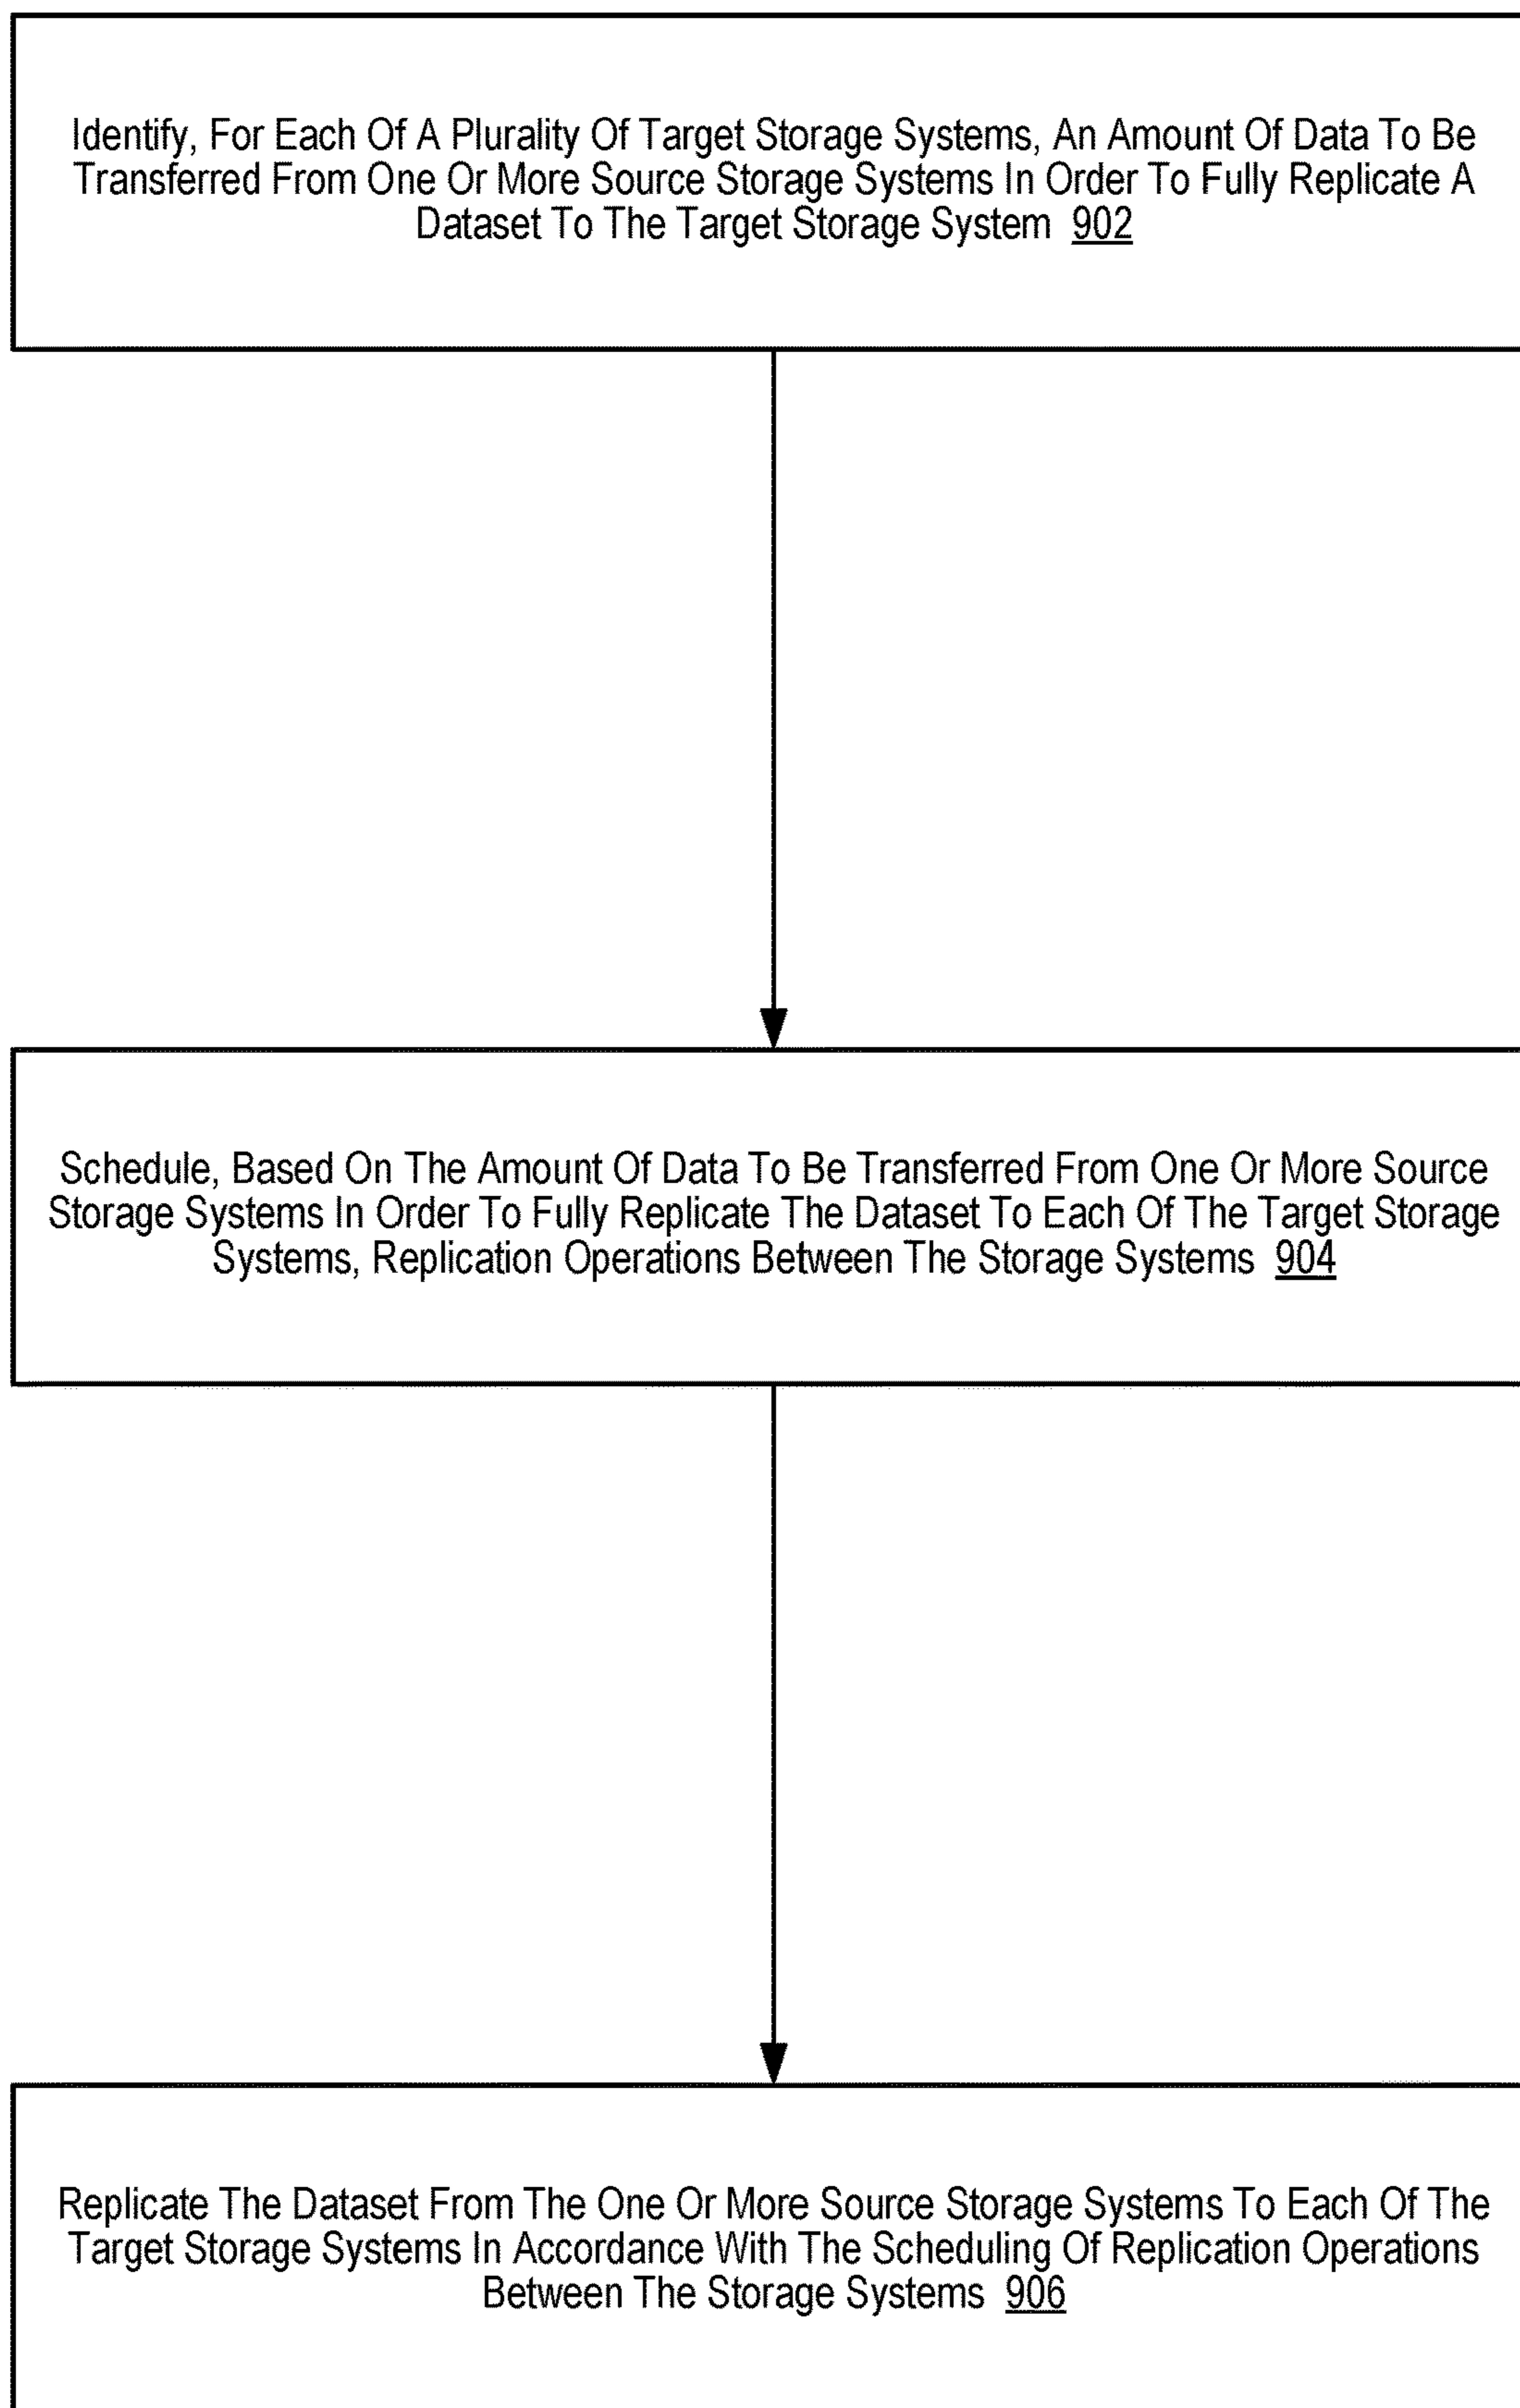 Identify, For Each Of A Plurality Of Target Storage Systems, An Amount Of Data To Be
Transferred From One Or More Source Storage Systems In Order To Fully Replicate A
Dataset To The Target Storage System 902
Schedule, Based On The Amount Of Data To Be Transferred From One Or More Source
Storage Systems In Order To Fully Replicate The Dataset To Each Of The Target Storage
Systems, Replication Operations Between The Storage Systems 904
Replicate The Dataset From The One Or More Source Storage Systems To Each Of The
Target Storage Systems In Accordance With The Scheduling Of Replication Operations
Between The Storage Systems 906